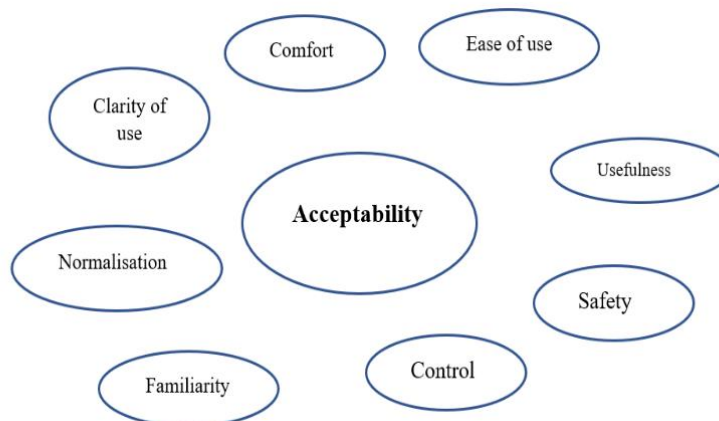 Comfort
Ease of use
Clarity of
use
Usefulness
Acceptability
Normalisation
Safety
Control
Familiarity